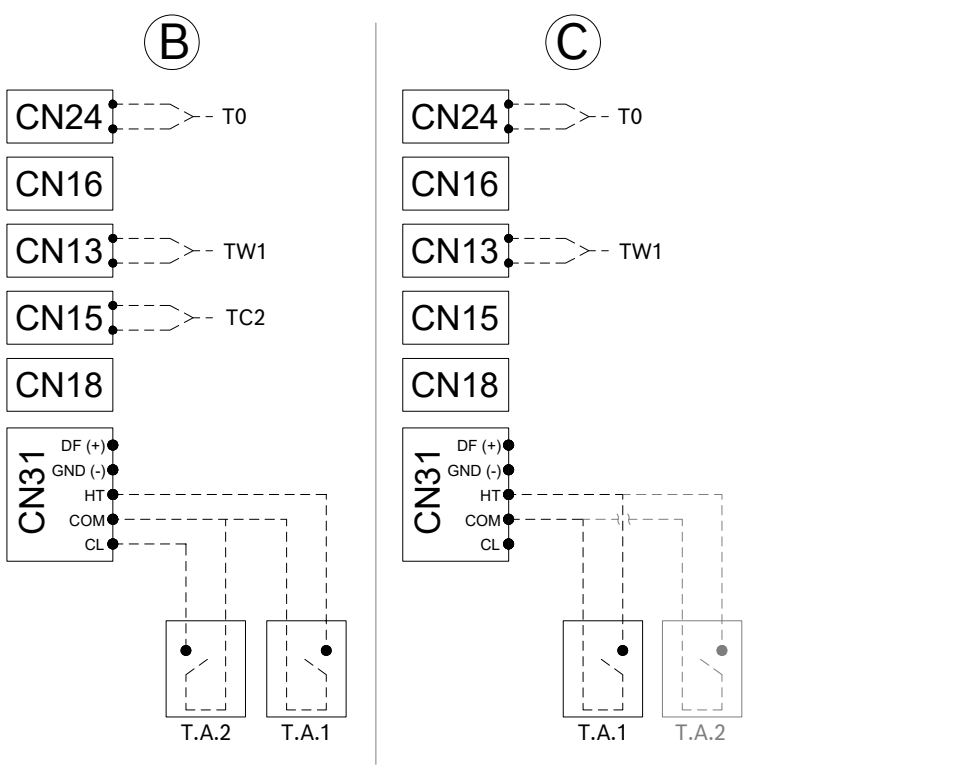 B
CN24
T0
CN16
CN13
TW1
CN15
TC2
CN18
CN31
DF (+)
GND (-)
HT
COM
CL
T.A.2
T.A.1
C
CN24
T0
CN16
CN13
TW1
CN15
CN18
CN31
DF (+)
GND (-)
HT
COM
CL
T.A.1
T.A.2